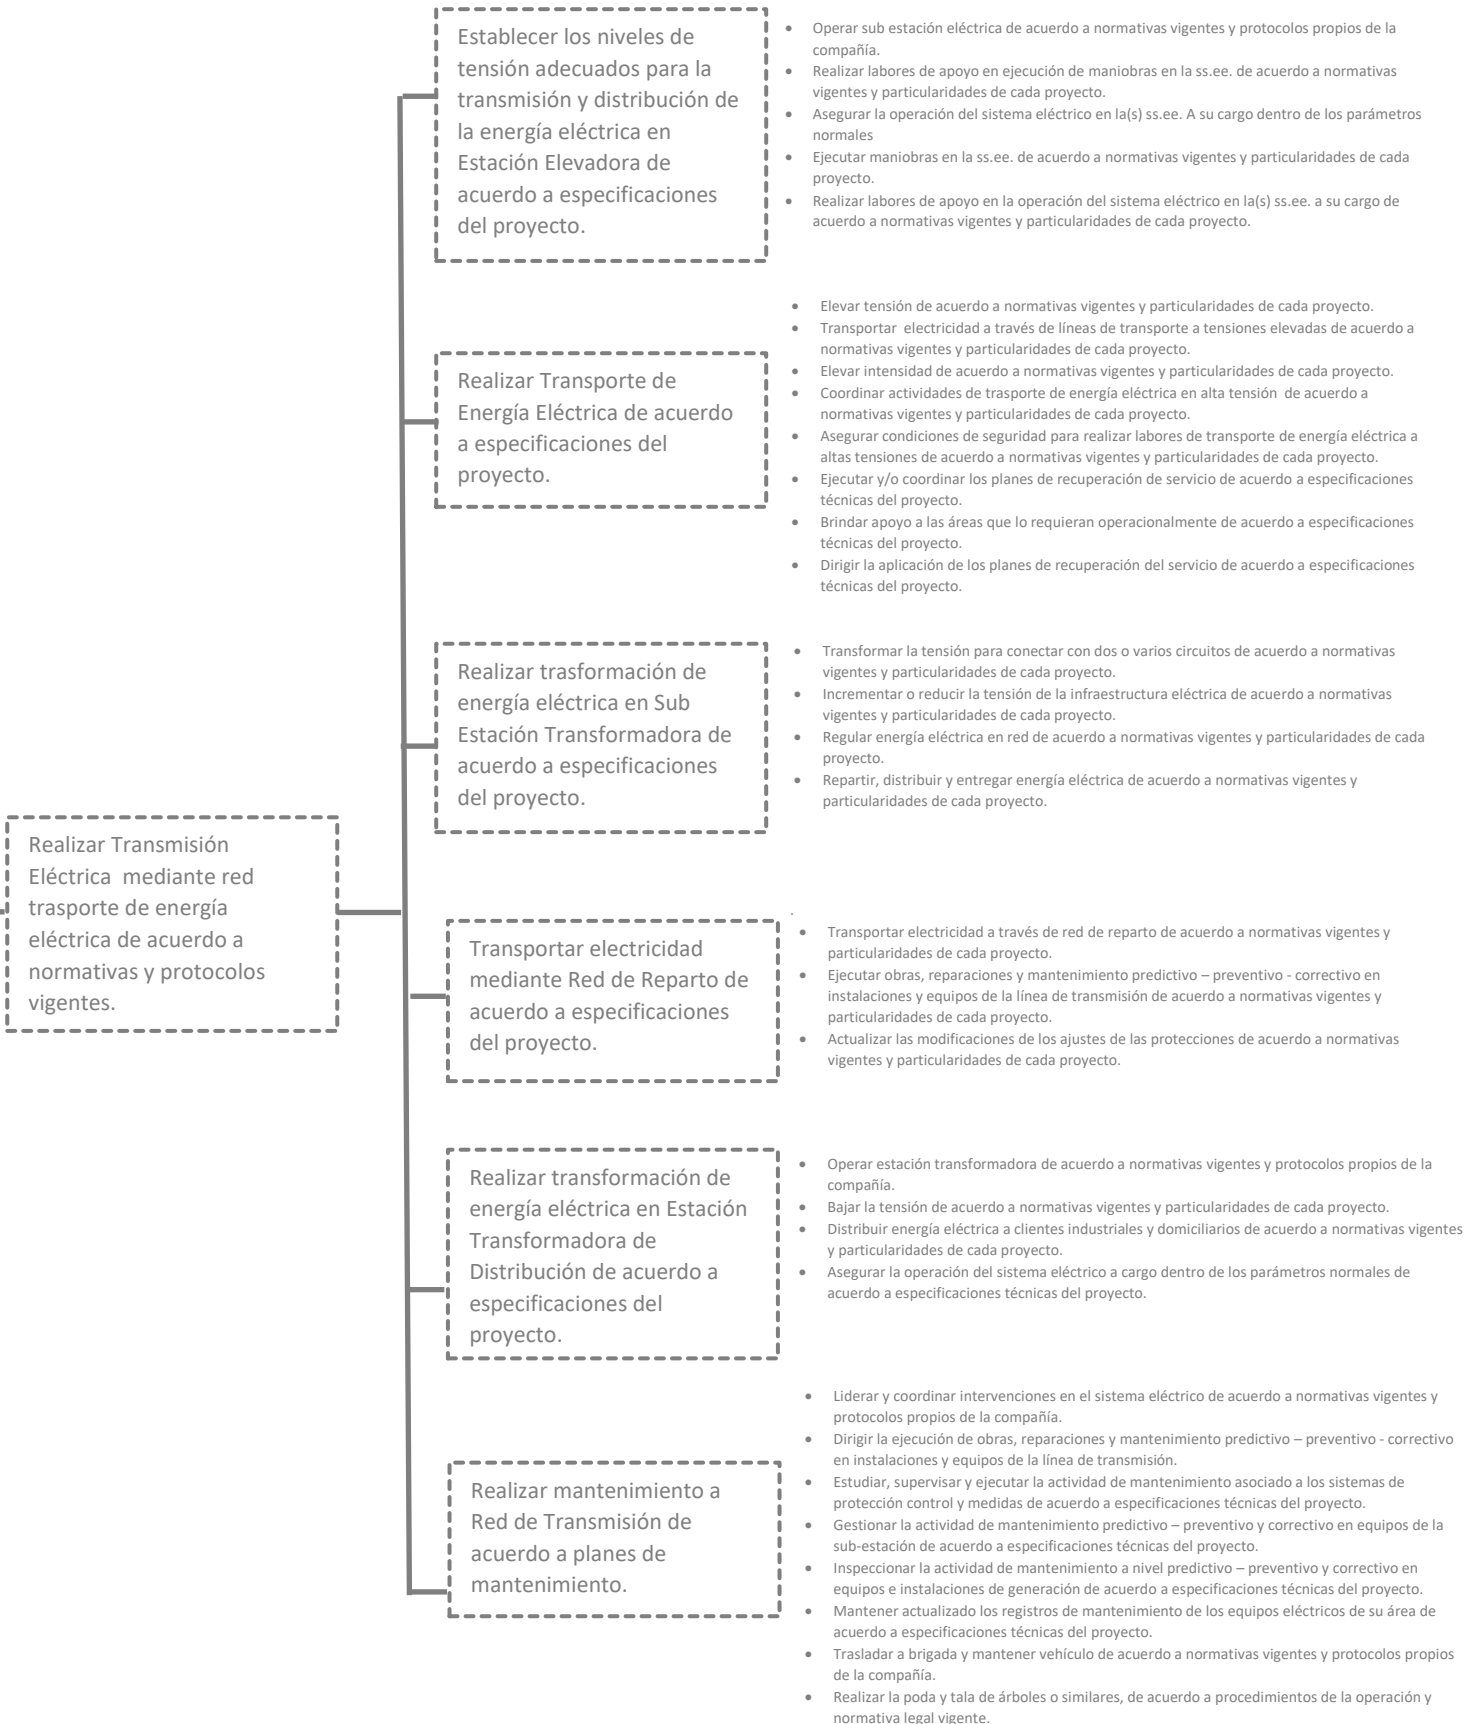 Establecer los niveles de
tensión adecuados para la
transmisión y distribución de
la energía eléctrica en
Estación Elevadora de
acuerdo a especificaciones
del proyecto.
• Operar sub estación eléctrica de acuerdo a normativas vigentes y protocolos propios de la
compañía.
• Realizar labores de apoyo en ejecución de maniobras en la ss.ee. de acuerdo a normativas
vigentes y particularidades de cada proyecto.
• Asegurar la operación del sistema eléctrico en la(s) ss.ee. A su cargo dentro de los parámetros
normales
• Ejecutar maniobras en la ss.ee. de acuerdo a normativas vigentes y particularidades de cada
proyecto.
• Realizar labores de apoyo en la operación del sistema eléctrico en la(s) ss.ee. a su cargo de
acuerdo a normativas vigentes y particularidades de cada proyecto.
Realizar Transporte de
Energía Eléctrica de acuerdo
a especificaciones del
proyecto.
• Elevar tensión de acuerdo a normativas vigentes y particularidades de cada proyecto.
• Transportar  electricidad a través de líneas de transporte a tensiones elevadas de acuerdo a
normativas vigentes y particularidades de cada proyecto.
• Elevar intensidad de acuerdo a normativas vigentes y particularidades de cada proyecto.
• Coordinar actividades de trasporte de energía eléctrica en alta tensión  de acuerdo a
normativas vigentes y particularidades de cada proyecto.
• Asegurar condiciones de seguridad para realizar labores de transporte de energía eléctrica a
altas tensiones de acuerdo a normativas vigentes y particularidades de cada proyecto.
• Ejecutar y/o coordinar los planes de recuperación de servicio de acuerdo a especificaciones
técnicas del proyecto.
• Brindar apoyo a las áreas que lo requieran operacionalmente de acuerdo a especificaciones
técnicas del proyecto.
• Dirigir la aplicación de los planes de recuperación del servicio de acuerdo a especificaciones
técnicas del proyecto.
Realizar trasformación de
energía eléctrica en Sub
Estación Transformadora de
acuerdo a especificaciones
del proyecto.
• Transformar la tensión para conectar con dos o varios circuitos de acuerdo a normativas
vigentes y particularidades de cada proyecto.
• Incrementar o reducir la tensión de la infraestructura eléctrica de acuerdo a normativas
vigentes y particularidades de cada proyecto.
• Regular energía eléctrica en red de acuerdo a normativas vigentes y particularidades de cada
proyecto.
• Repartir, distribuir y entregar energía eléctrica de acuerdo a normativas vigentes y
particularidades de cada proyecto.
Realizar Transmisión
Eléctrica  mediante red
trasporte de energía
eléctrica de acuerdo a
normativas y protocolos
vigentes.
Transportar electricidad
mediante Red de Reparto de
acuerdo a especificaciones
del proyecto.
.
• Transportar electricidad a través de red de reparto de acuerdo a normativas vigentes y
particularidades de cada proyecto.
• Ejecutar obras, reparaciones y mantenimiento predictivo – preventivo - correctivo en
instalaciones y equipos de la línea de transmisión de acuerdo a normativas vigentes y
particularidades de cada proyecto.
• Actualizar las modificaciones de los ajustes de las protecciones de acuerdo a normativas
vigentes y particularidades de cada proyecto.
Realizar transformación de
energía eléctrica en Estación
Transformadora de
Distribución de acuerdo a
especificaciones del
proyecto.
• Operar estación transformadora de acuerdo a normativas vigentes y protocolos propios de la
compañía.
• Bajar la tensión de acuerdo a normativas vigentes y particularidades de cada proyecto.
• Distribuir energía eléctrica a clientes industriales y domiciliarios de acuerdo a normativas vigentes
y particularidades de cada proyecto.
• Asegurar la operación del sistema eléctrico a cargo dentro de los parámetros normales de
acuerdo a especificaciones técnicas del proyecto.
Realizar mantenimiento a
Red de Transmisión de
acuerdo a planes de
mantenimiento.
• Liderar y coordinar intervenciones en el sistema eléctrico de acuerdo a normativas vigentes y
protocolos propios de la compañía.
• Dirigir la ejecución de obras, reparaciones y mantenimiento predictivo – preventivo - correctivo
en instalaciones y equipos de la línea de transmisión.
• Estudiar, supervisar y ejecutar la actividad de mantenimiento asociado a los sistemas de
protección control y medidas de acuerdo a especificaciones técnicas del proyecto.
• Gestionar la actividad de mantenimiento predictivo – preventivo y correctivo en equipos de la
sub-estación de acuerdo a especificaciones técnicas del proyecto.
• Inspeccionar la actividad de mantenimiento a nivel predictivo – preventivo y correctivo en
equipos e instalaciones de generación de acuerdo a especificaciones técnicas del proyecto.
• Mantener actualizado los registros de mantenimiento de los equipos eléctricos de su área de
acuerdo a especificaciones técnicas del proyecto.
• Trasladar a brigada y mantener vehículo de acuerdo a normativas vigentes y protocolos propios
de la compañía.
• Realizar la poda y tala de árboles o similares, de acuerdo a procedimientos de la operación y
normativa legal vigente.